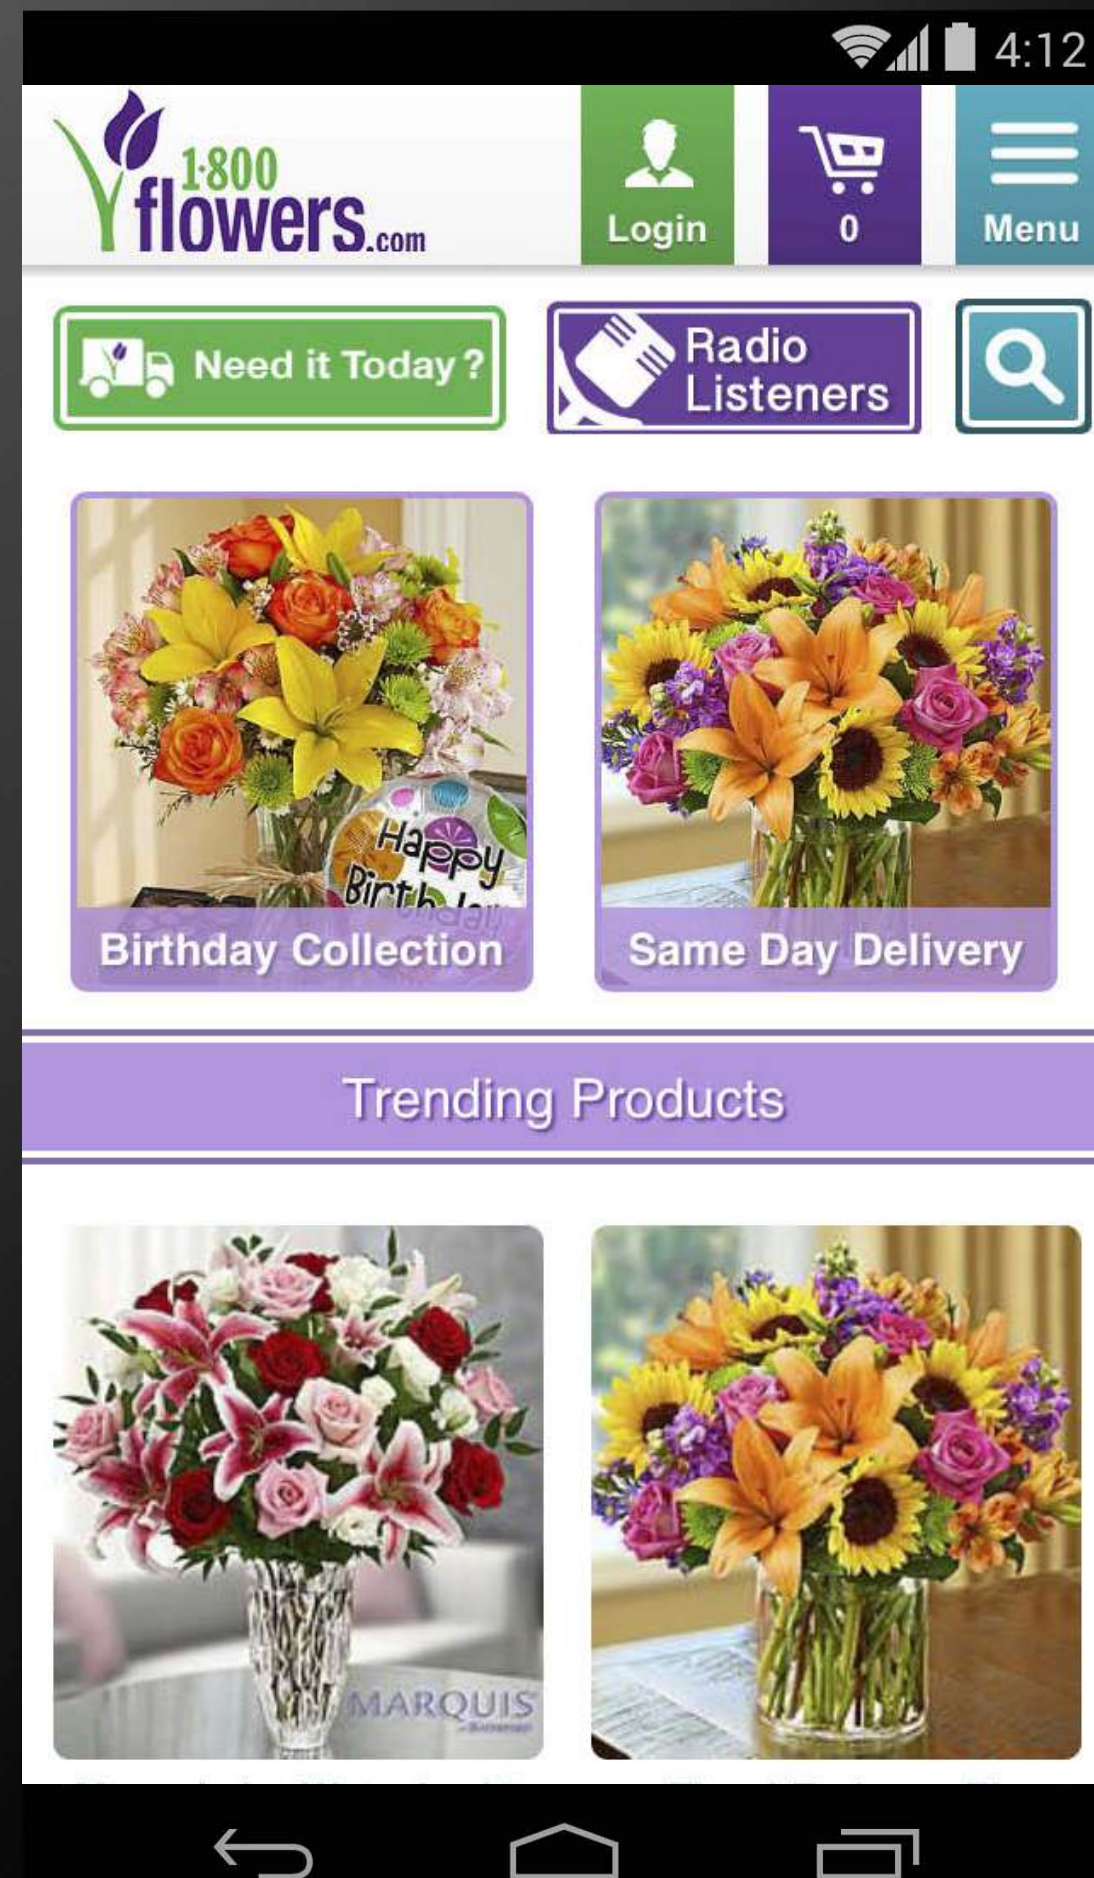 4:12
1·800
flowers.com
Login
0
Menu
Need it Today?
Radio
Listeners
Happy
Birthday
Birthday Collection
Same Day Delivery
Trending Products
MARQUIS